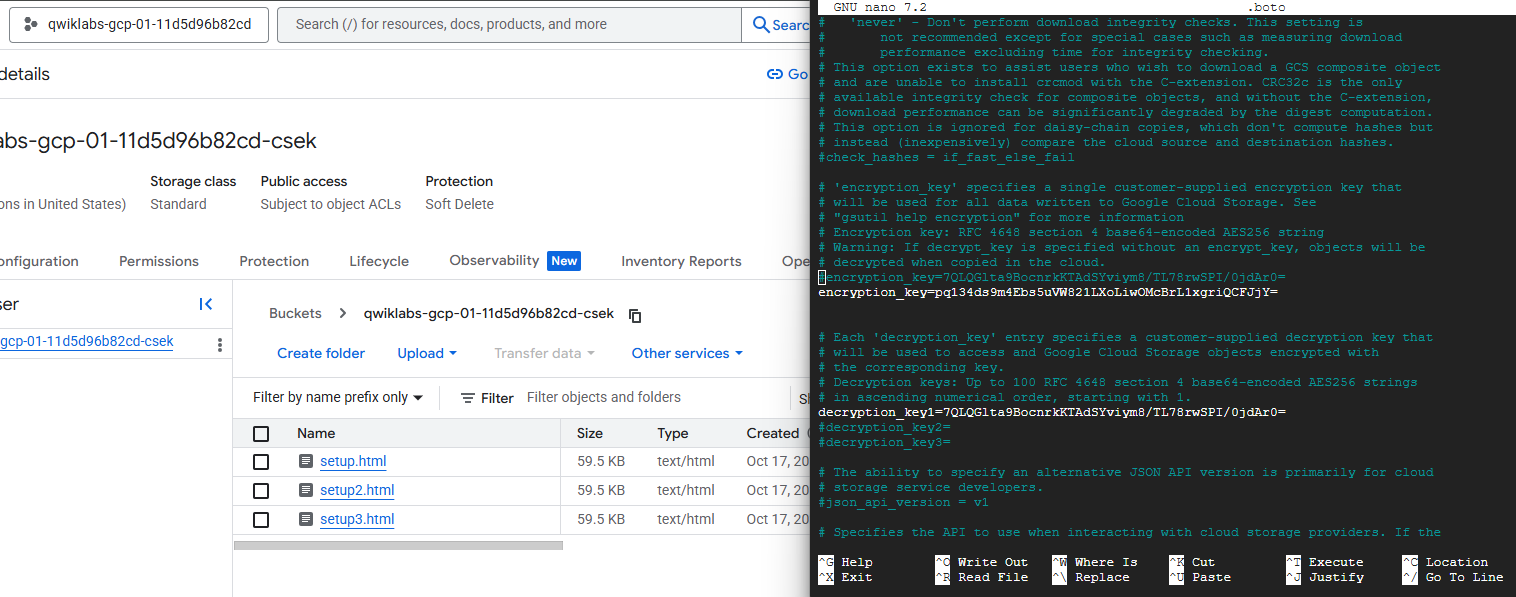 qwiklabs-gcp-01-11d5d96b82cd
Search (/) for resources, docs, products, and more
Searc
details
Go
abs-gcp-01-11d5d96b82cd-csek
Storage class
Public access
Protection
ons in United States)
Standard
Subject to object ACLs
Soft Delete
onfiguration
Permissions
Protection
Lifecycle
Observability
New
Inventory Reports
Ope
ser
gcp-01-11d5d96b82cd-csek
Buckets > qwiklabs-gcp-01-11d5d96b82cd-csek
Create folder
Upload
Transfer data
Other services
Filter by name prefix only
Filter
Filter objects and folders
Sh
Name
Size
Type
Created
setup.html
59.5 KB
text/html
Oct 17, 20
setup2.html
59.5 KB
text/html
Oct 17, 20
setup3.html
59.5 KB
text/html
Oct 17, 20
GNU nano 7.2
.boto
#   'never' - Don't perform download integrity checks. This setting is
#       not recommended except for special cases such as measuring download
#       performance excluding time for integrity checking.
# This option exists to assist users who wish to download a GCS composite object
# and are unable to install crcmod with the C-extension. CRC32c is the only
# available integrity check for composite objects, and without the C-extension,
# download performance can be significantly degraded by the digest computation.
# This option is ignored for daisy-chain copies, which don't compute hashes but
# instead (inexpensively) compare the cloud source and destination hashes.
#check_hashes = if_fast_else_fail
# 'encryption_key' specifies a single customer-supplied encryption key that
# will be used for all data written to Google Cloud Storage. See
# "gsutil help encryption" for more information
# Encryption key: RFC 4648 section 4 base64-encoded AES256 string
# Warning: If decrypt_key is specified without an encrypt_key, objects will be
# decrypted when copied in the cloud.
#encryption_key=7QLQGlta9BocnrkKTAdSYviym8/TL78rwSPI/0jdAr0=
encryption_key=pq134ds9m4Ebs5uVW821LXoLiwOMcBrL1xgriQCFJjY=
# Each 'decryption_key' entry specifies a customer-supplied decryption key that
# will be used to access and Google Cloud Storage objects encrypted with
# the corresponding key.
# Decryption keys: Up to 100 RFC 4648 section 4 base64-encoded AES256 strings
# in ascending numerical order, starting with 1.
decryption_key1=7QLQGlta9BocnrkKTAdSYviym8/TL78rwSPI/0jdAr0=
#decryption_key2=
#decryption_key3=
# The ability to specify an alternative JSON API version is primarily for cloud
# storage service developers.
#json_api_version = v1
# Specifies the API to use when interacting with cloud storage providers. If the
^G Help
^O Write Out
^W Where Is
^K Cut
^T Execute
^C Location
^X Exit
^R Read File
^\ Replace
^U Paste
^J Justify
^/ Go To Line